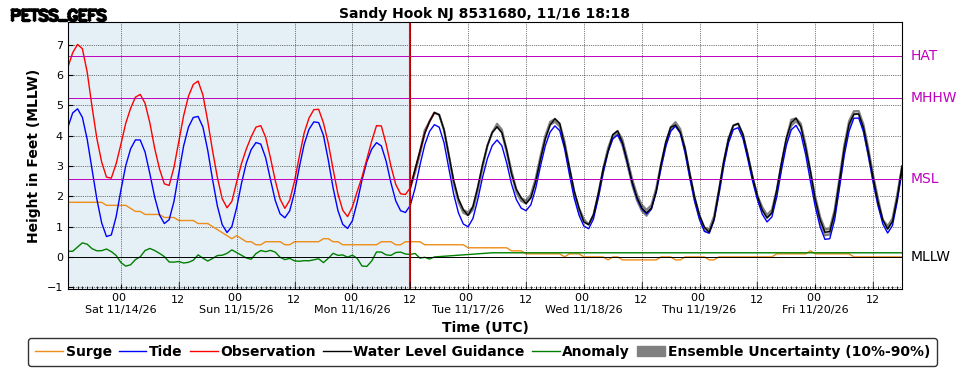 PETSS_GEFS
Sandy Hook NJ 8531680, 11/16 18:18
Height in Feet (MLLW)
7
6
5
4
3
2
1
0
−1
HAT
MHHW
MSL
MLLW
00 12 00 12 00 12 00 12 00 12 00 12 00 12
Sat 11/14/26 Sun 11/15/26 Mon 11/16/26 Tue 11/17/26 Wed 11/18/26 Thu 11/19/26 Fri 11/20/26
Time (UTC)
Surge Tide Observation Water Level Guidance Anomaly Ensemble Uncertainty (10%-90%)